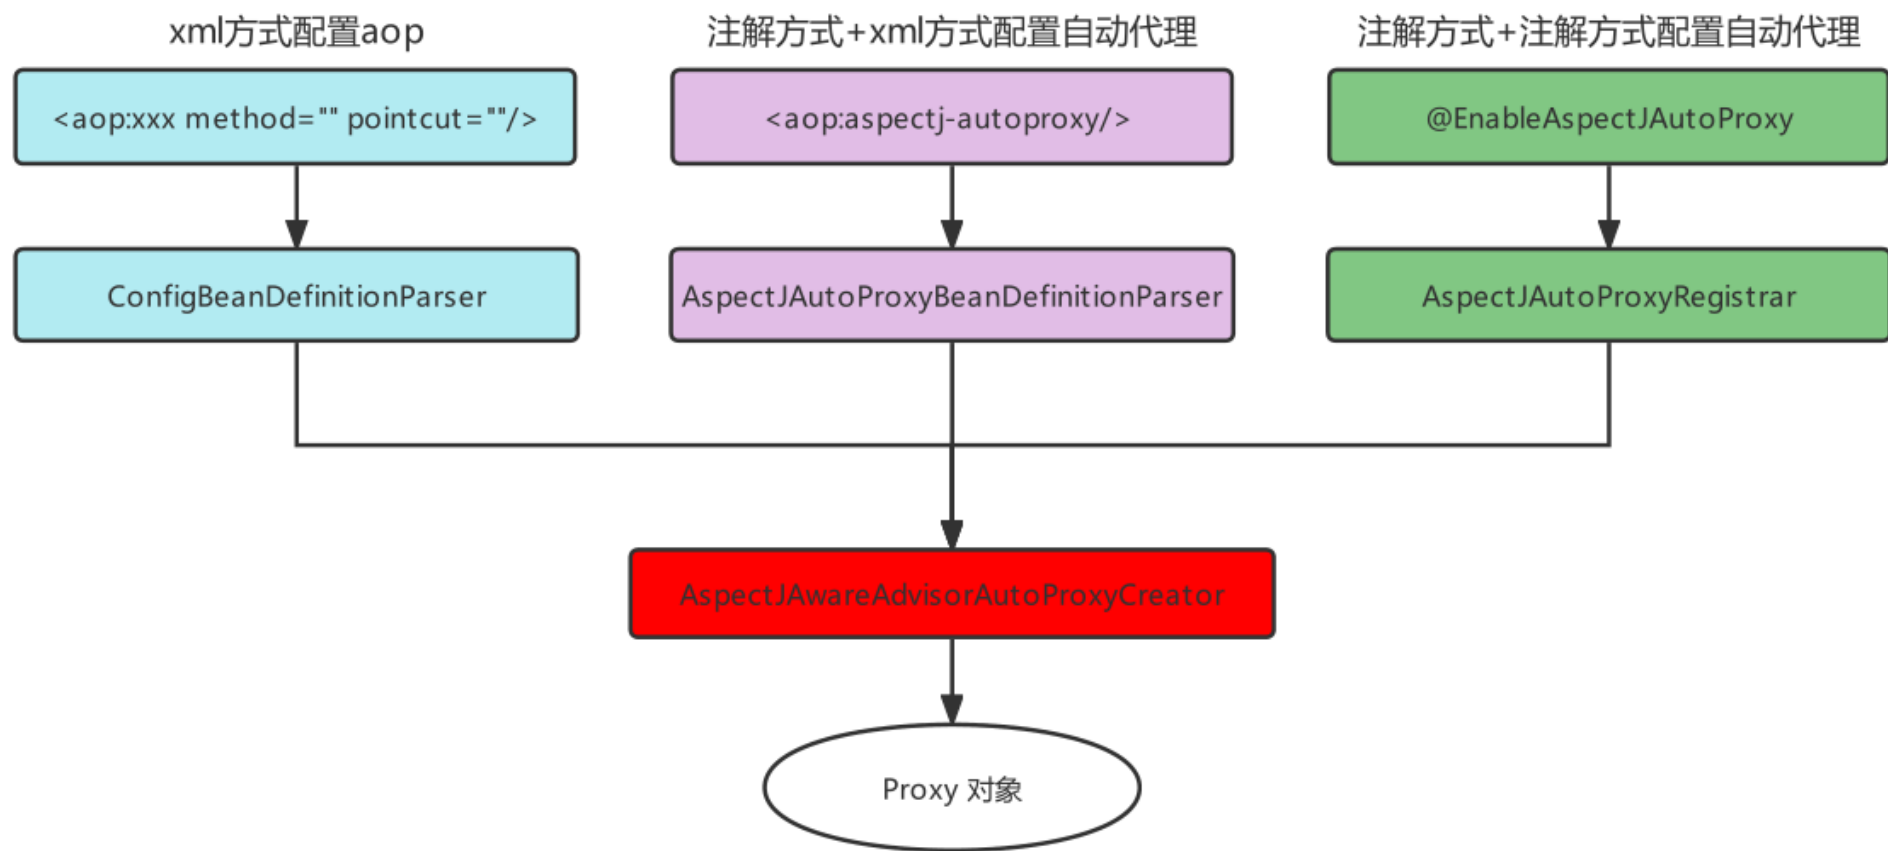 xml方式配置aop
注解方式+xml方式配置自动代理
注解方式+注解方式配置自动代理
<aop:xxx method="" pointcut=""/>
<aop:aspectj-autoproxy/>
@EnableAspectJAutoProxy
ConfigBeanDefinitionParser
AspectJAutoProxyBeanDefinitionParser
AspectJAutoProxyRegistrar
AspectJAwareAdvisorAutoProxyCreator
Proxy 对象